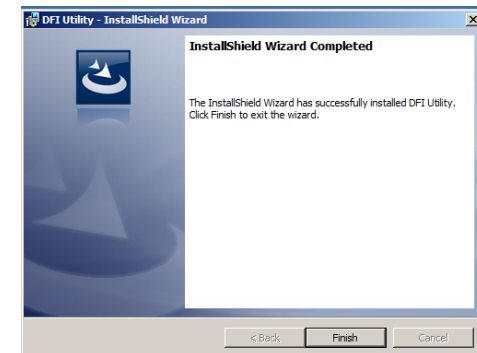 DFI Utility - InstallShield Wizard
InstallShield Wizard Completed
The InstallShield Wizard has successfully installed DFI Utility.
Click Finish to exit the wizard.
< Back
Finish
Cancel